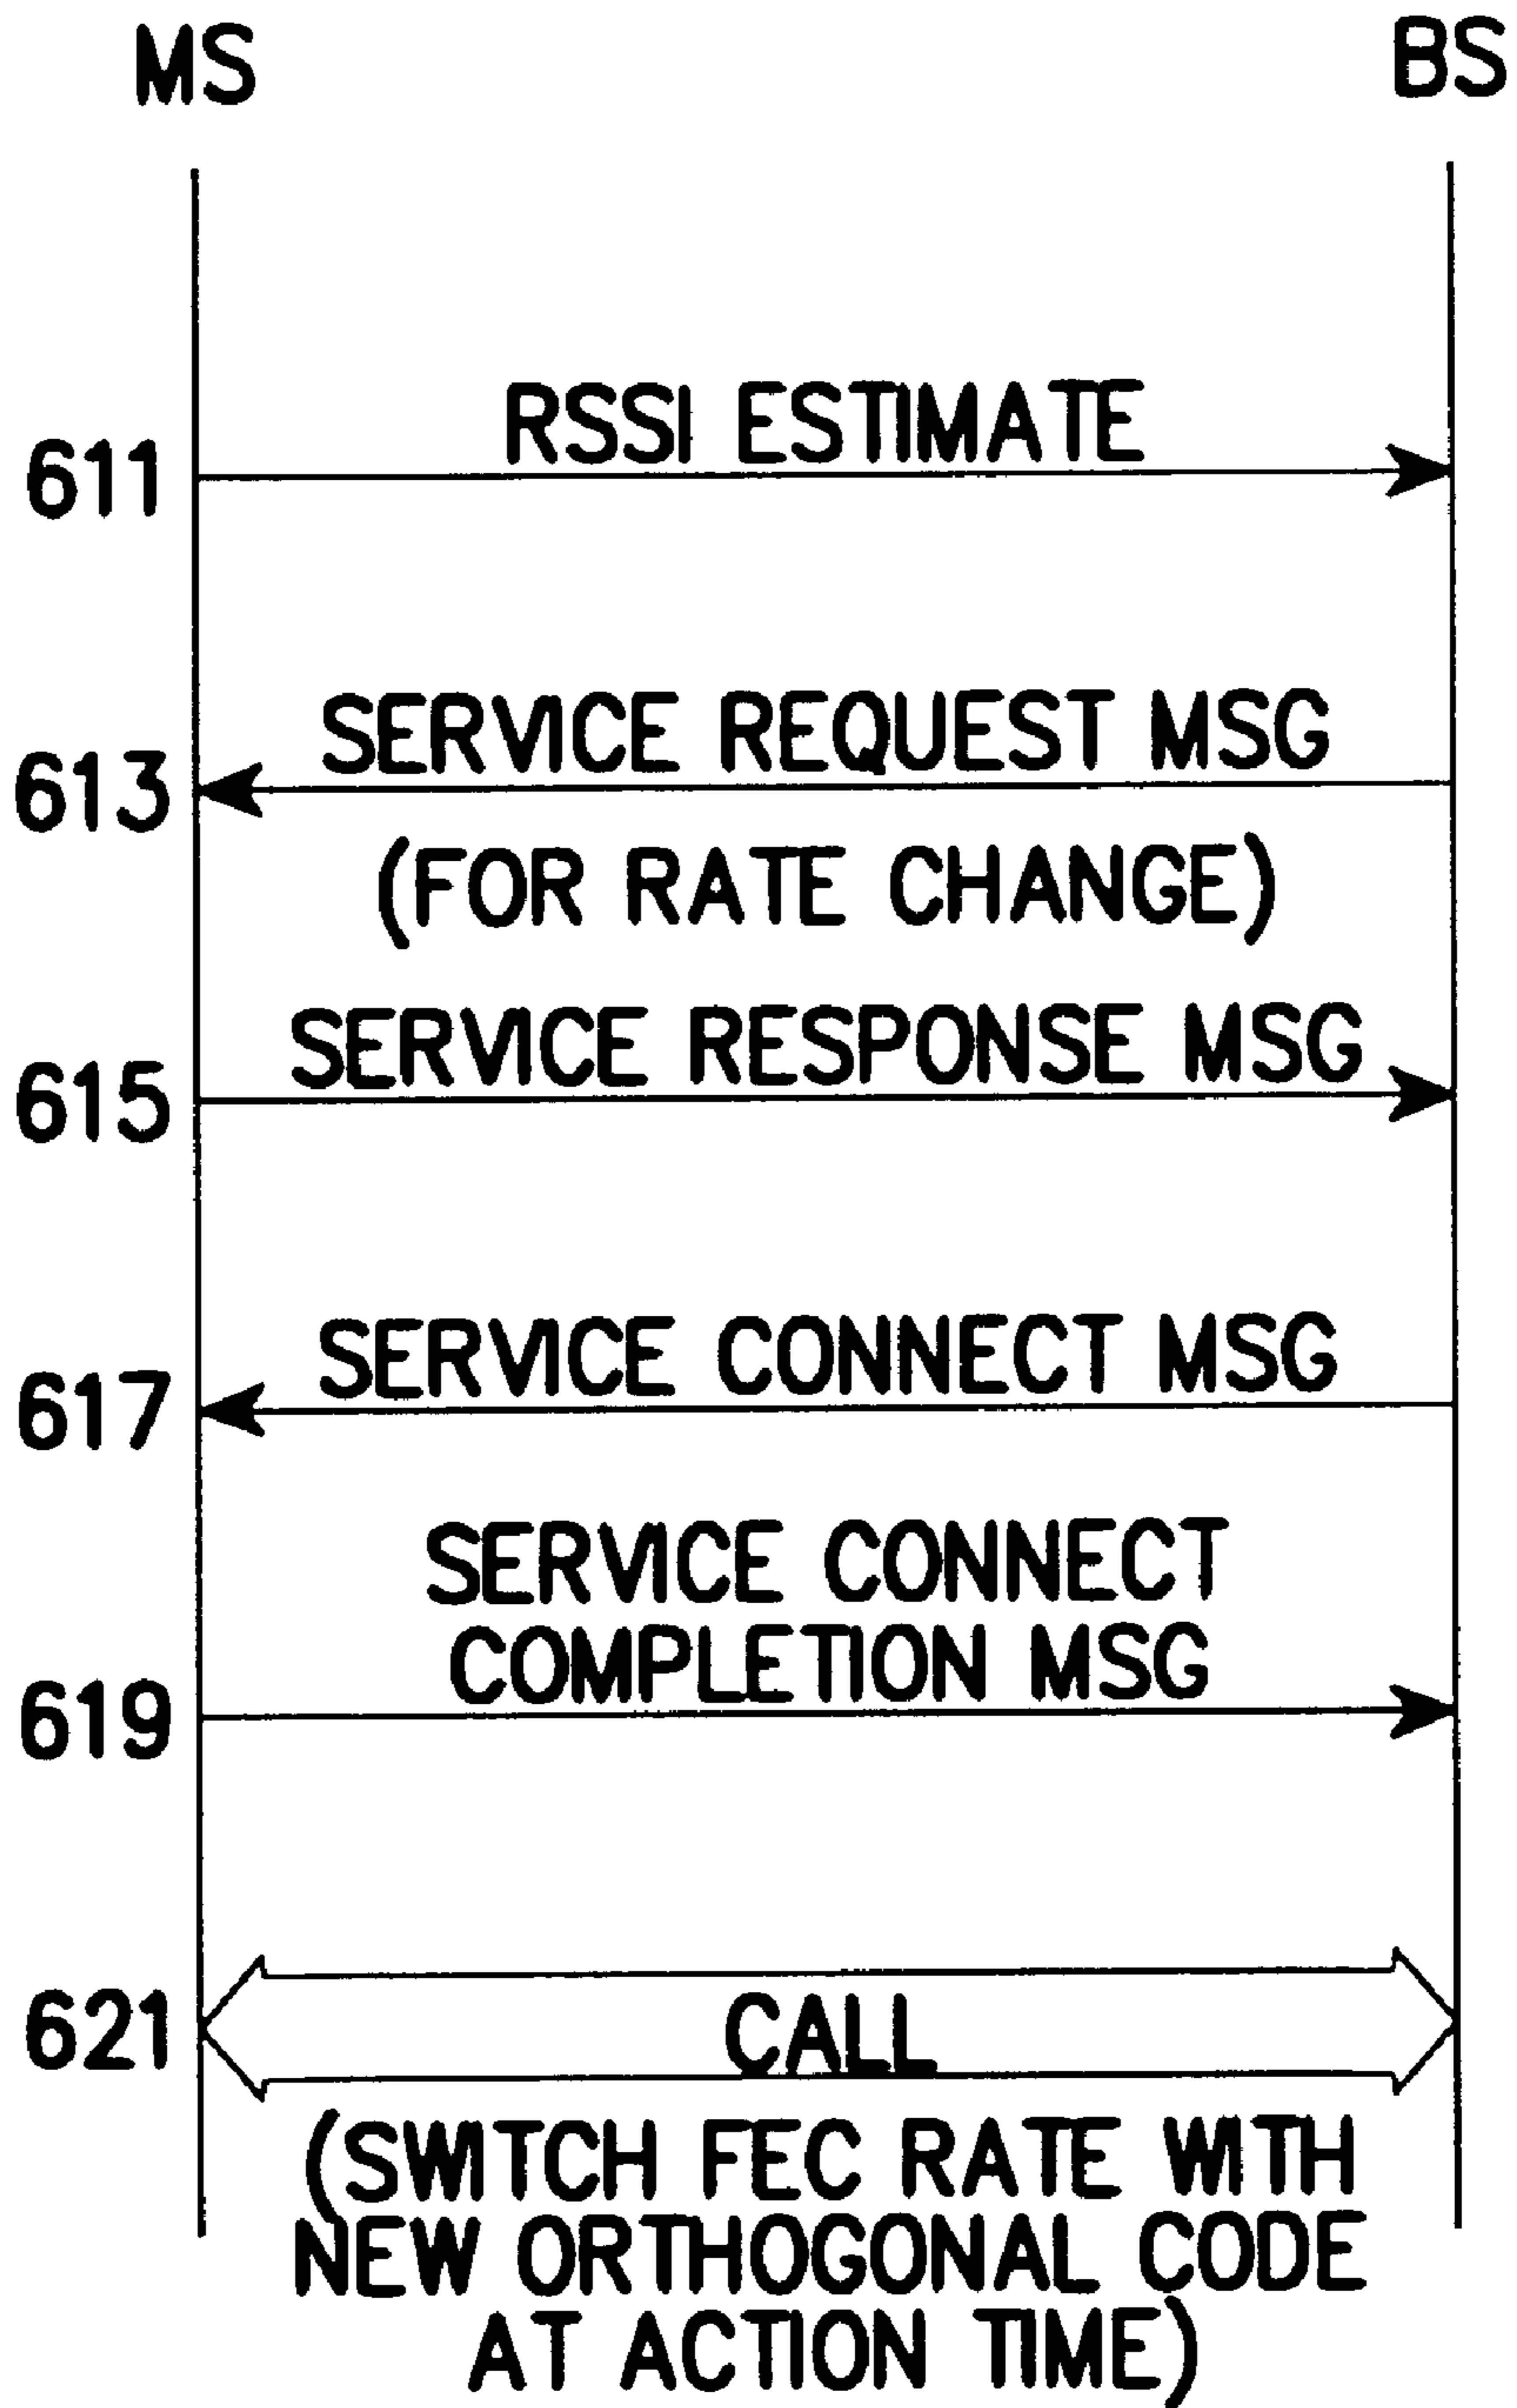 MS BS
RSSI ESTIMATE
611
SERVICE REQUEST MSG
613
(FOR RATE CHANGE)
SERVICE RESPONSE MSG
615
SERVICE CONNECT MSG
617
SERVICE CONNECT
COMPLETION MSG
619
621 CALL
(SWITCH FEC RATE WITH
NEW ORTHOGONAL CODE
AT ACTION TIME)